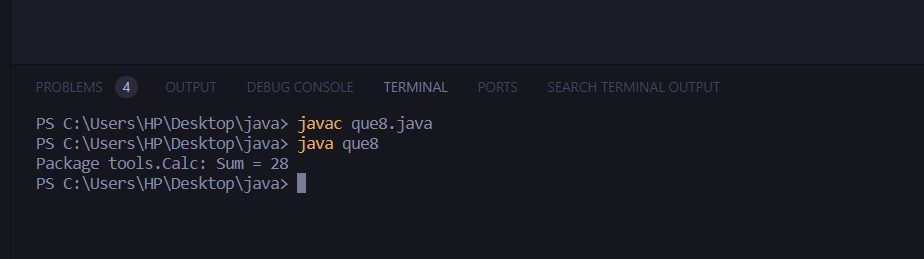 PROBLEMS 4 OUTPUT DEBUG CONSOLE TERMINAL PORTS SEARCH TERMINAL OUTPUT
PS C:\Users\HP\Desktop\java> javac que8.java
PS C:\Users\HP\Desktop\java> java que8
Package tools.Calc: Sum = 28
PS C:\Users\HP\Desktop\java>